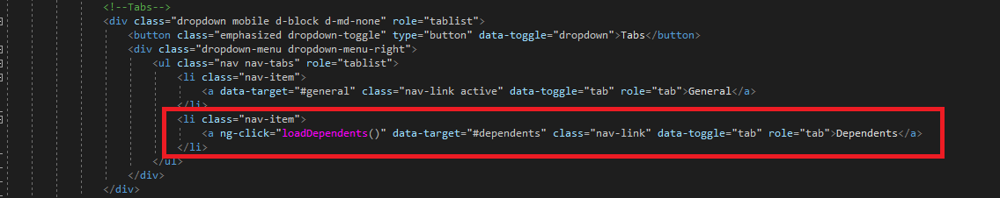 <!--Tabs-->
<div class="dropdown mobile d-block d-md-none" role="tablist">
<button class="emphasized dropdown-toggle" type="button" data-toggle="dropdown">Tabs</button>
<div class="dropdown-menu dropdown-menu-right">
<ul class="nav nav-tabs" role="tablist">
<li class="nav-item">
<a data-target="#general" class="nav-link active" data-toggle="tab" role="tab">General</a>
</li>
<li class="nav-item">
<a ng-click="loadDependents()" data-target="#dependents" class="nav-link" data-toggle="tab" role="tab">Dependents</a>
</li>
</ul>
</div>
</div>